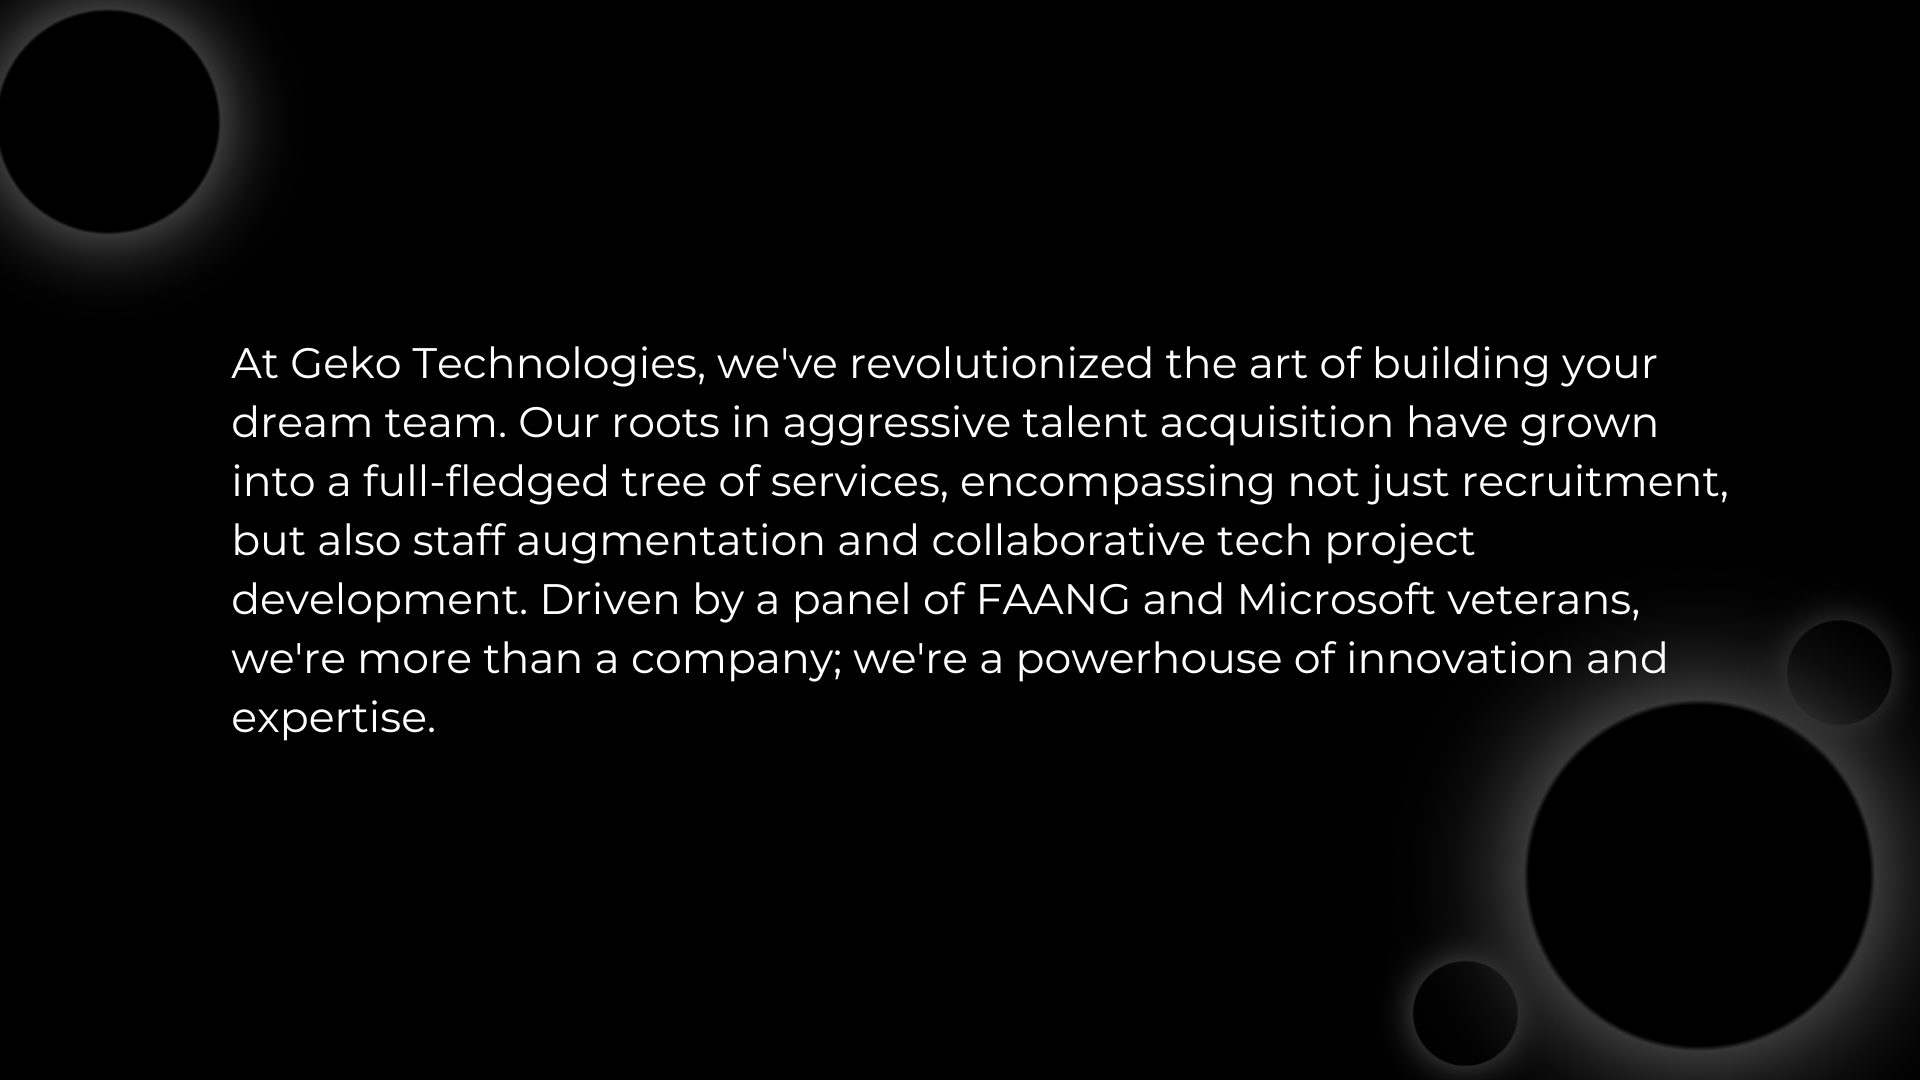 At Geko Technologies, we've revolutionized the art of building your
dream team. Our roots in aggressive talent acquisition have grown
into a full-fledged tree of services, encompassing not just recruitment,
but also staff augmentation and collaborative tech project
development. Driven by a panel of FAANG and Microsoft veterans,
we're more than a company; we're a powerhouse of innovation and
expertise.